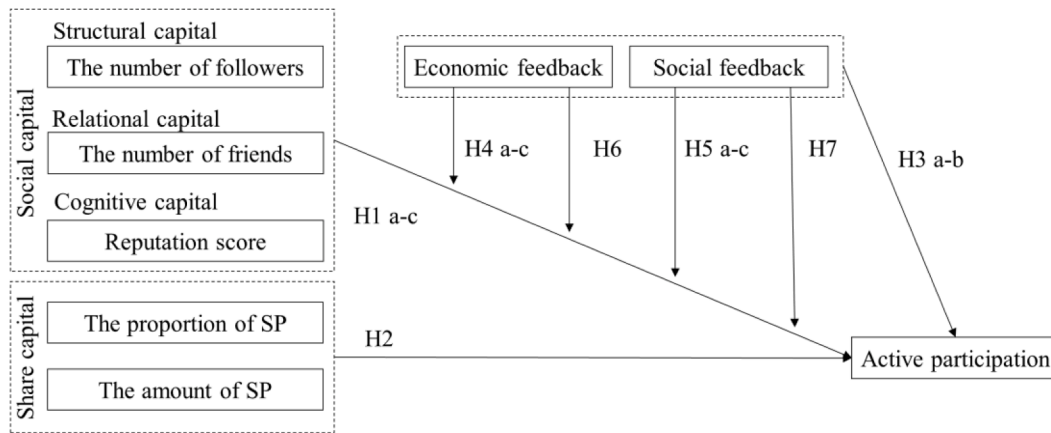 Social capital
Structural capital
The number of followers
Relational capital
The number of friends
Cognitive capital
Reputation score
Share capital
The proportion of SP
The amount of SP
Economic feedback
Social feedback
H4 a-c
H6
H5 a-c
H7
H3 a-b
H1 a-c
H2
Active participation